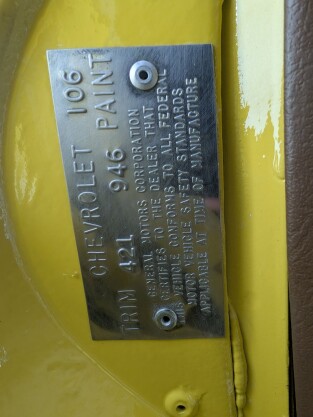 CHEVROLET 106
TRIM 421 946 PAINT
GENERAL MOTORS CORPORATION
CERTIFIES TO THE DEALER THAT
THIS VEHICLE CONFORMS TO ALL FEDERAL
MOTOR VEHICLE SAFETY STANDARDS
APPLICABLE AT TIME OF MANUFACTURE